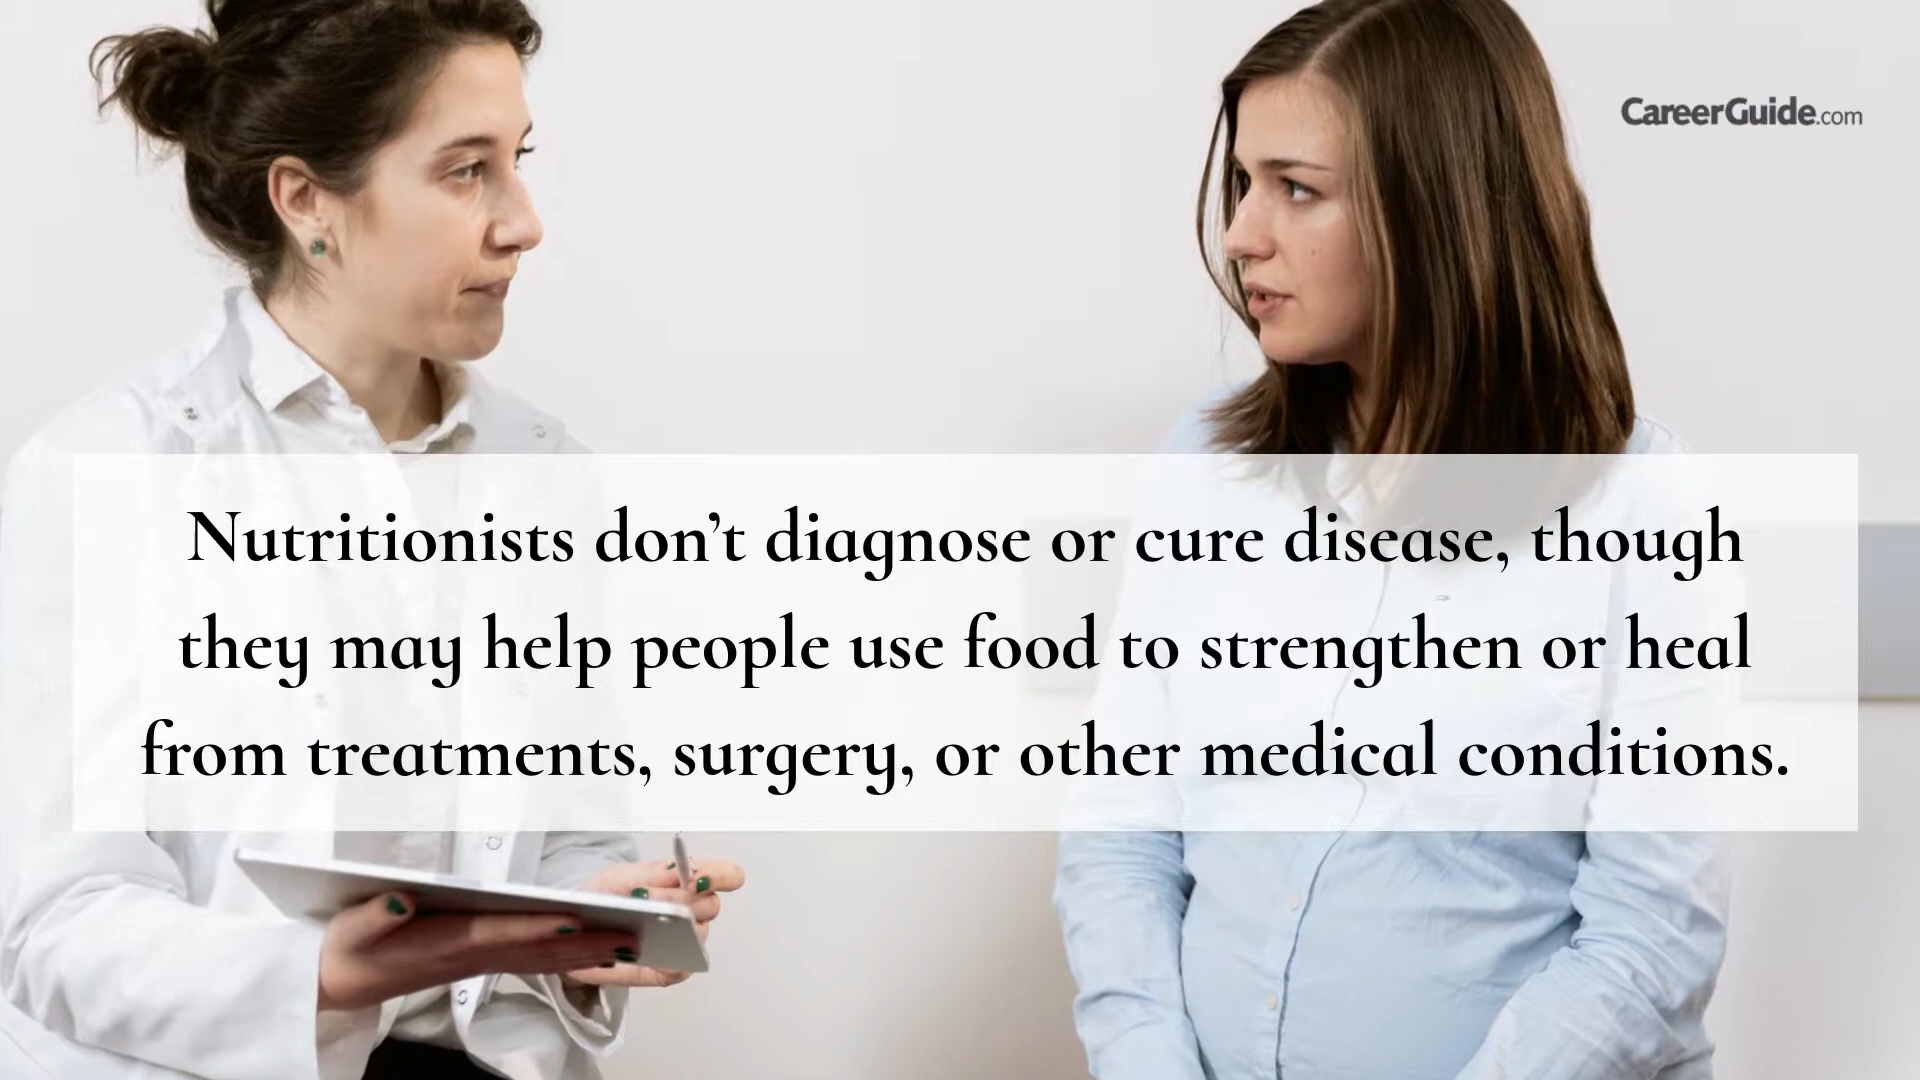 CareerGuide.com
Nutritionists don’t diagnose or cure disease, though
they may help people use food to strengthen or heal
from treatments, surgery, or other medical conditions.